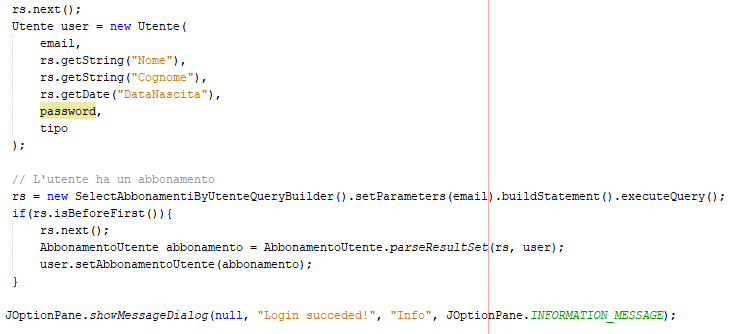 rs.next();
Utente user = new Utente(
email,
rs.getString("Nome"),
rs.getString("Cognome"),
rs.getDate("DataNascita"),
password,
tipo
);
// L'utente ha un abbonamento
rs = new SelectAbbonamentiByUtenteQueryBuilder().setParameters(email).buildStatement().executeQuery();
if(rs.isBeforeFirst()){
rs.next();
AbbonamentoUtente abbonamento = AbbonamentoUtente.parseResultSet(rs, user);
user.setAbbonamentoUtente(abbonamento);
}
JOptionPane.showMessageDialog(null, "Login succeded!", "Info", JOptionPane.INFORMATION_MESSAGE);